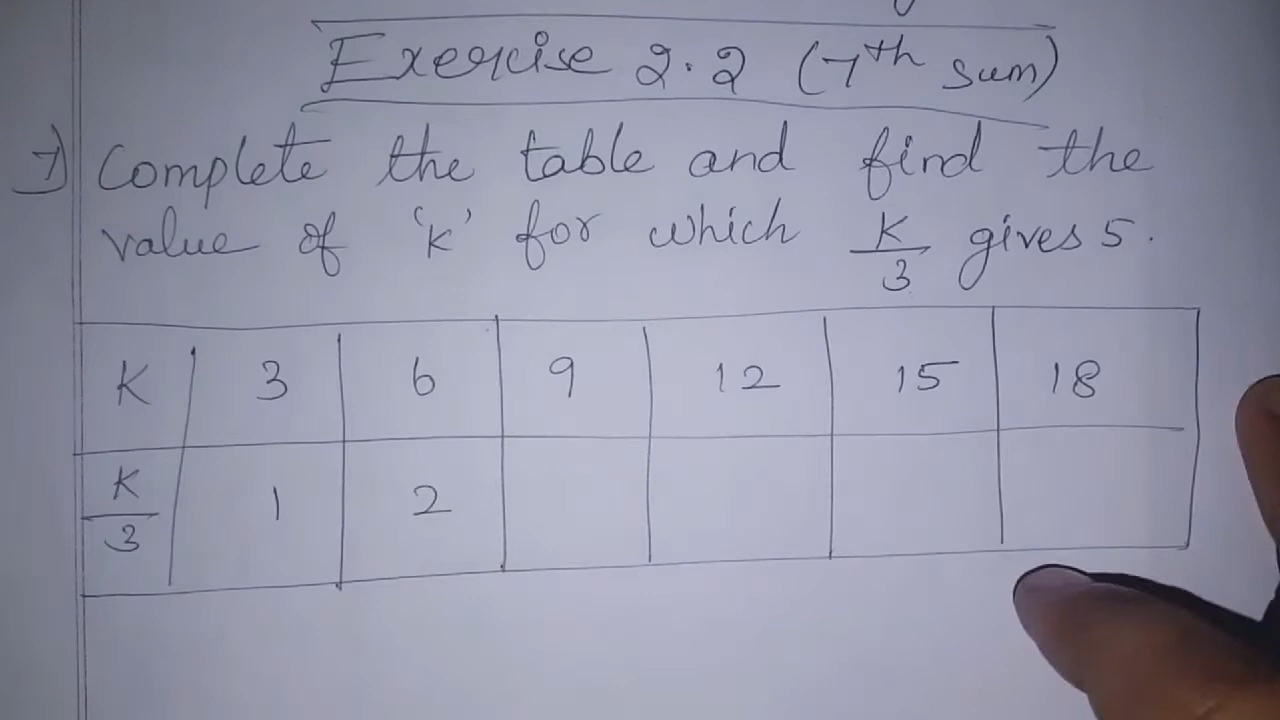 Exercise 2.2 (7th sum)
7) Complete the table and find the
value of 'k' for which K/3 gives 5.
K 3 6 9 12 15 18
K/3 1 2